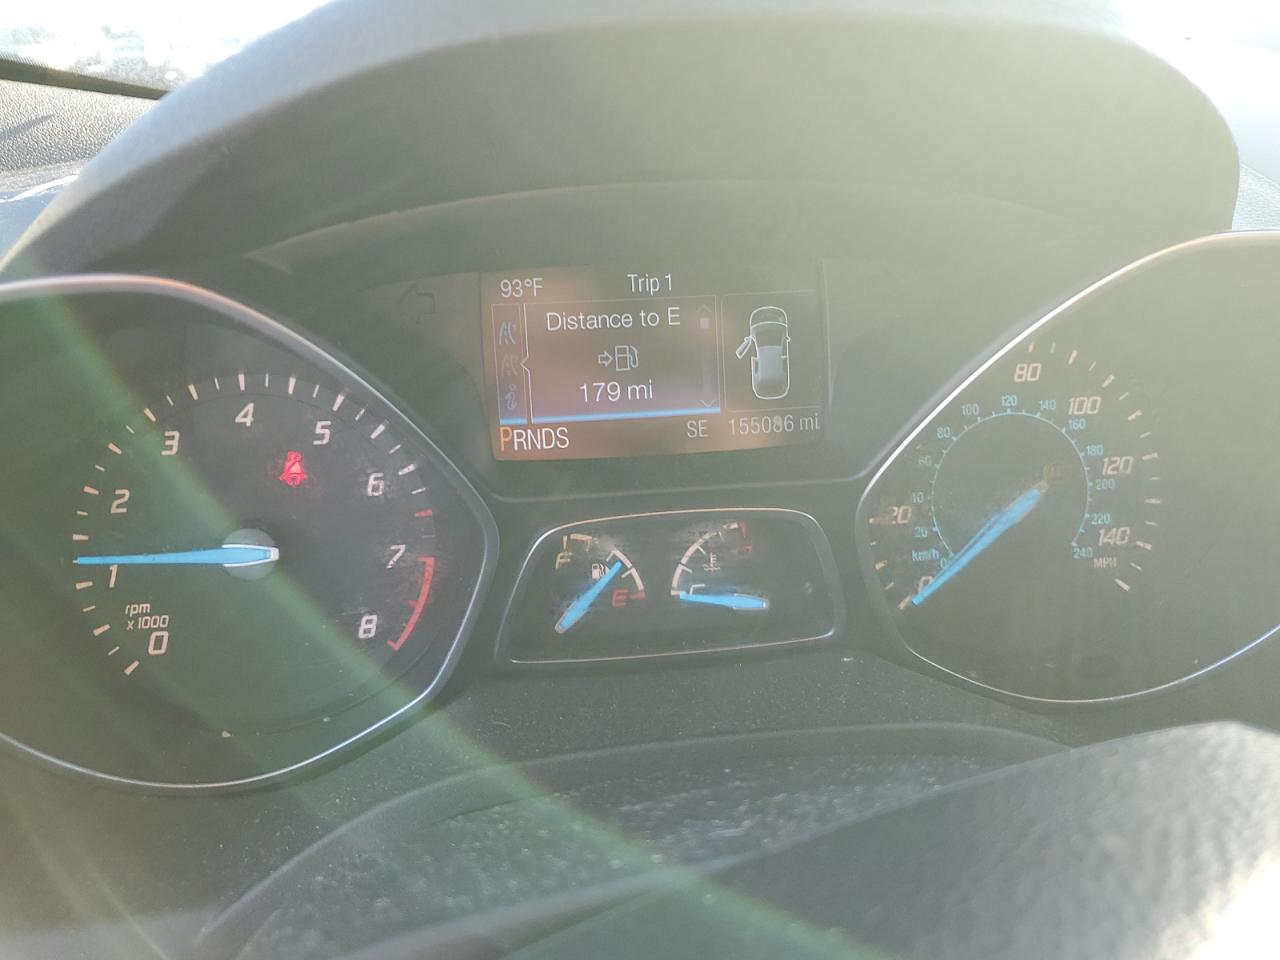 93°F Trip 1
Distance to E
179 mi
PRNDS SE 155086 mi
0 1 2 3 4 5 6 7 8
rpm
x1000
F E
C
0 20 80 100 120 140
MPH
km/h
20 60 80 100 120 140 160 180 200 220 240